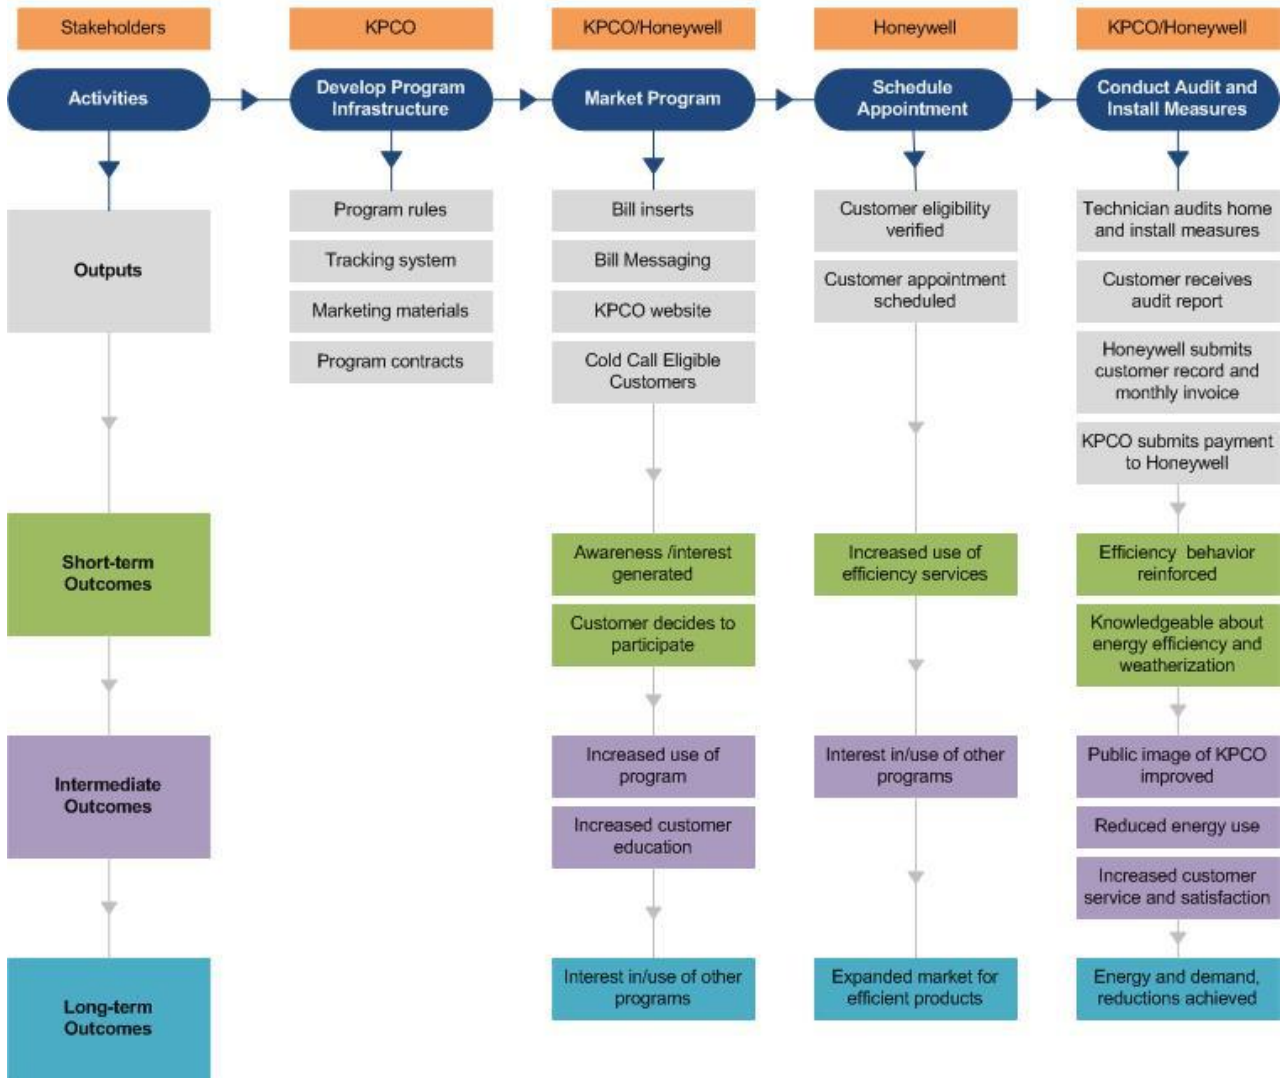 Stakeholders
KPCO
KPCO/Honeywell
Honeywell
KPCO/Honeywell
Activities
Develop Program
Infrastructure
Market Program
Schedule
Appointment
Conduct Audit and
Install Measures
Outputs
Program rules
Tracking system
Marketing materials
Program contracts
Bill inserts
Bill Messaging
KPCO website
Cold Call Eligible
Customers
Customer eligibility
verified
Customer appointment
scheduled
Technician audits home
and install measures
Customer receives
audit report
Honeywell submits
customer record and
monthly invoice
KPCO submits payment
to Honeywell
Short-term
Outcomes
Awareness /interest
generated
Customer decides to
participate
Increased use of
efficiency services
Efficiency behavior
reinforced
Knowledgeable about
energy efficiency and
weatherization
Intermediate
Outcomes
Increased use of
program
Increased customer
education
Interest in/use of other
programs
Public image of KPCO
improved
Reduced energy use
Increased customer
service and satisfaction
Long-term
Outcomes
Interest in/use of other
programs
Expanded market for
efficient products
Energy and demand,
reductions achieved